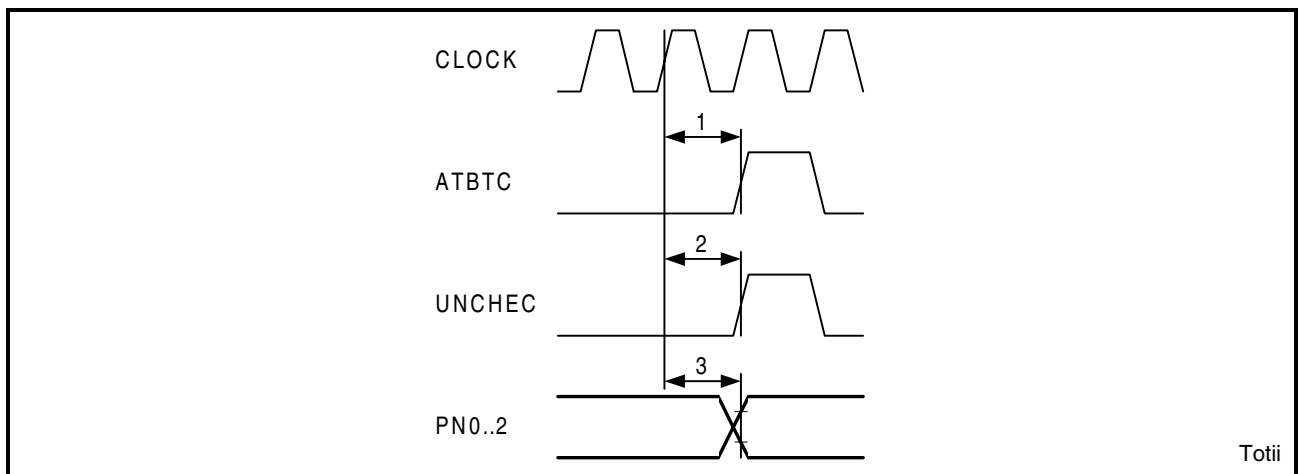 CLOCK
1
ATBTC
2
UNCHEC
3
PN0..2
Totii